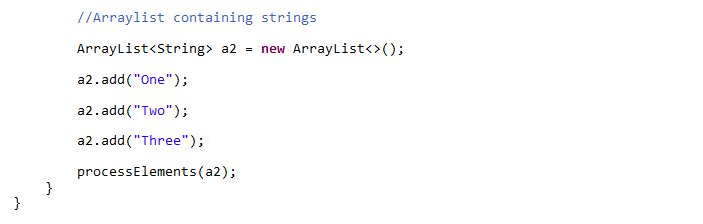 //Arraylist containing strings
ArrayList<String> a2 = new ArrayList<>();
a2.add("One");
a2.add("Two");
a2.add("Three");
processElements(a2);
}
}